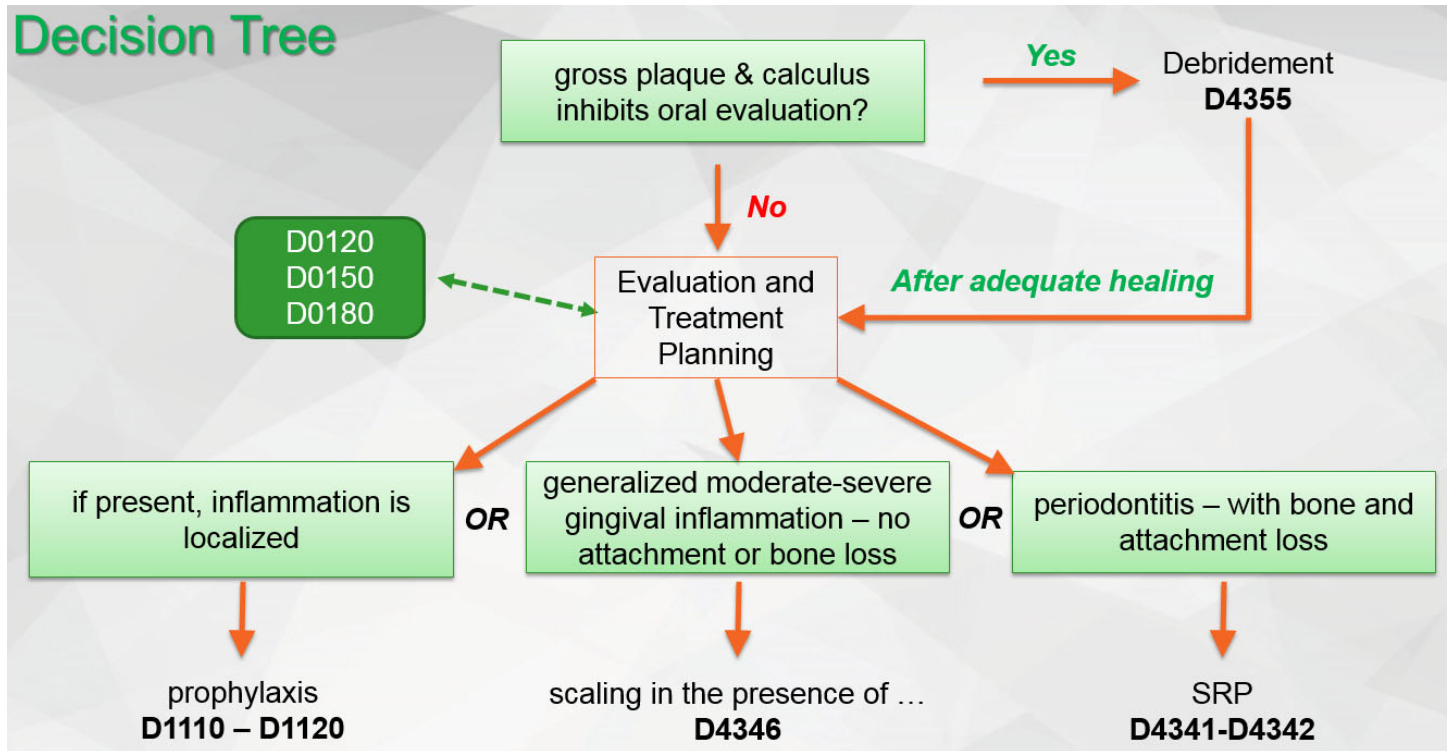 Decision Tree
gross plaque & calculus
inhibits oral evaluation?
Yes
Debridement
D4355
No
D0120
D0150
D0180
Evaluation and
Treatment
Planning
After adequate healing
if present, inflammation is
localized
OR
generalized moderate-severe
gingival inflammation – no
attachment or bone loss
OR
periodontitis – with bone and
attachment loss
prophylaxis
D1110 – D1120
scaling in the presence of …
D4346
SRP
D4341-D4342